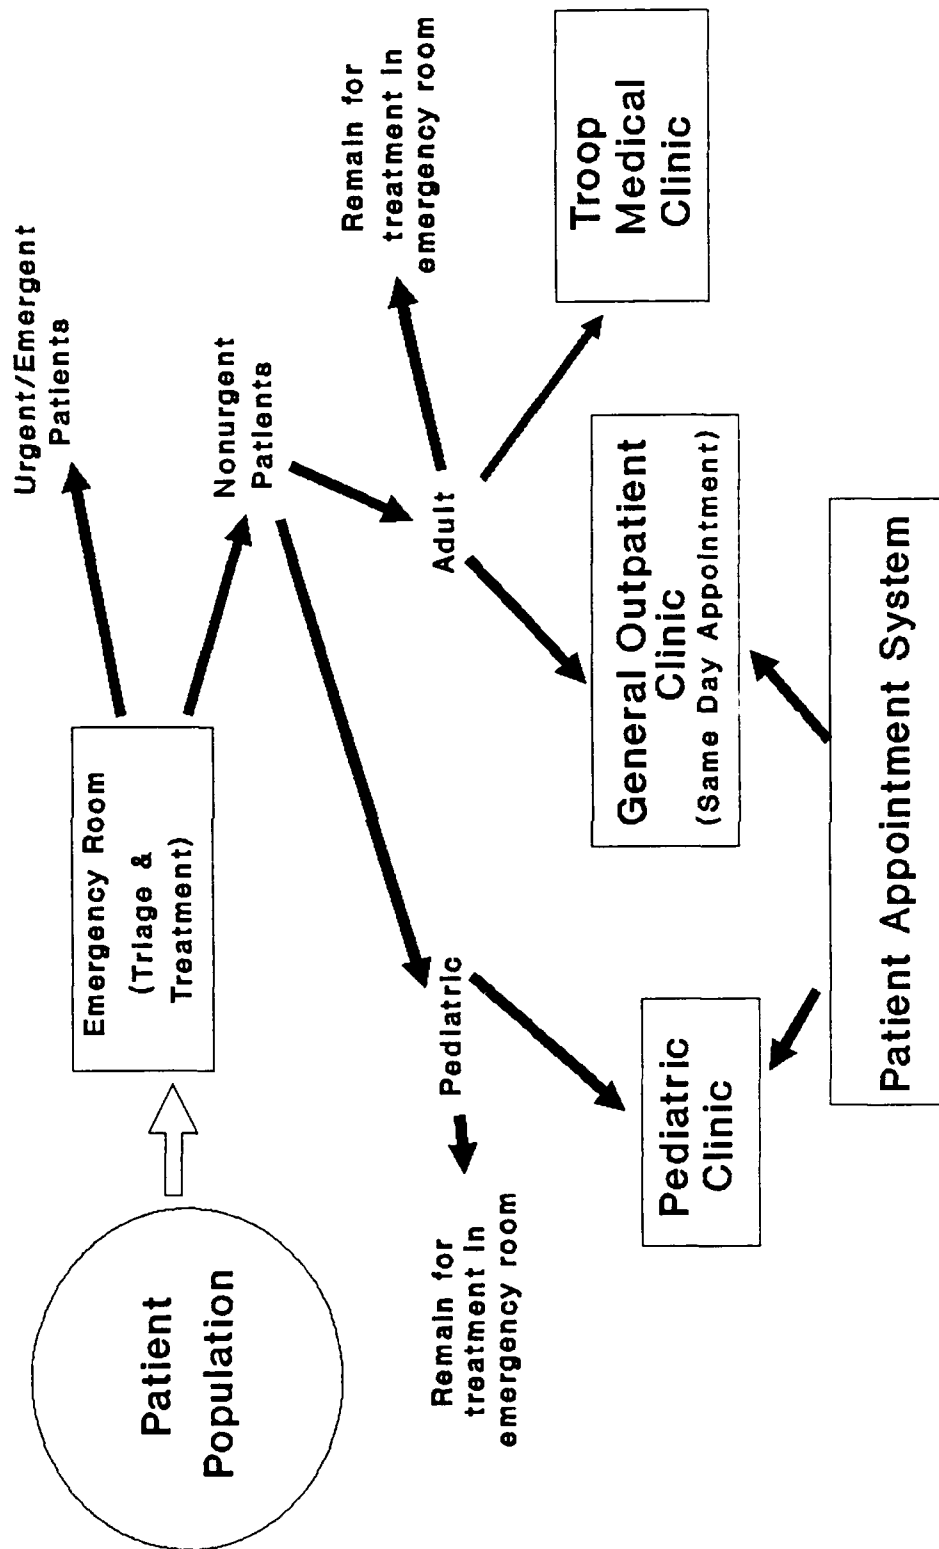 Patient
Population
Emergency Room
(Triage &
Treatment)
Urgent/Emergent
Patients
Nonurgent
Patients
Remain for
treatment in
emergency room
Pediatric
Adult
Remain for
treatment in
emergency room
Pediatric
Clinic
General Outpatient
Clinic
(Same Day Appointment)
Troop
Medical
Clinic
Patient Appointment System